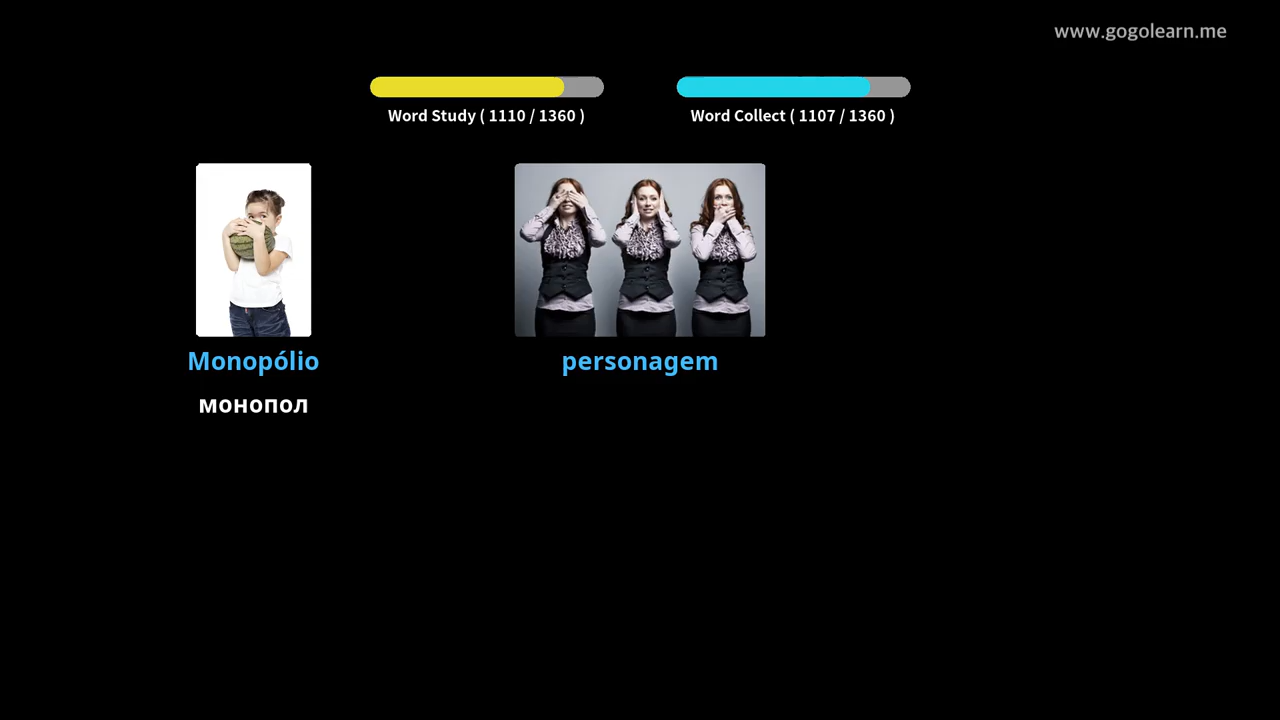 www.gogolearn.me
Word Study ( 1110 / 1360 )
Word Collect ( 1107 / 1360 )
Monopólio
personagem
монопол